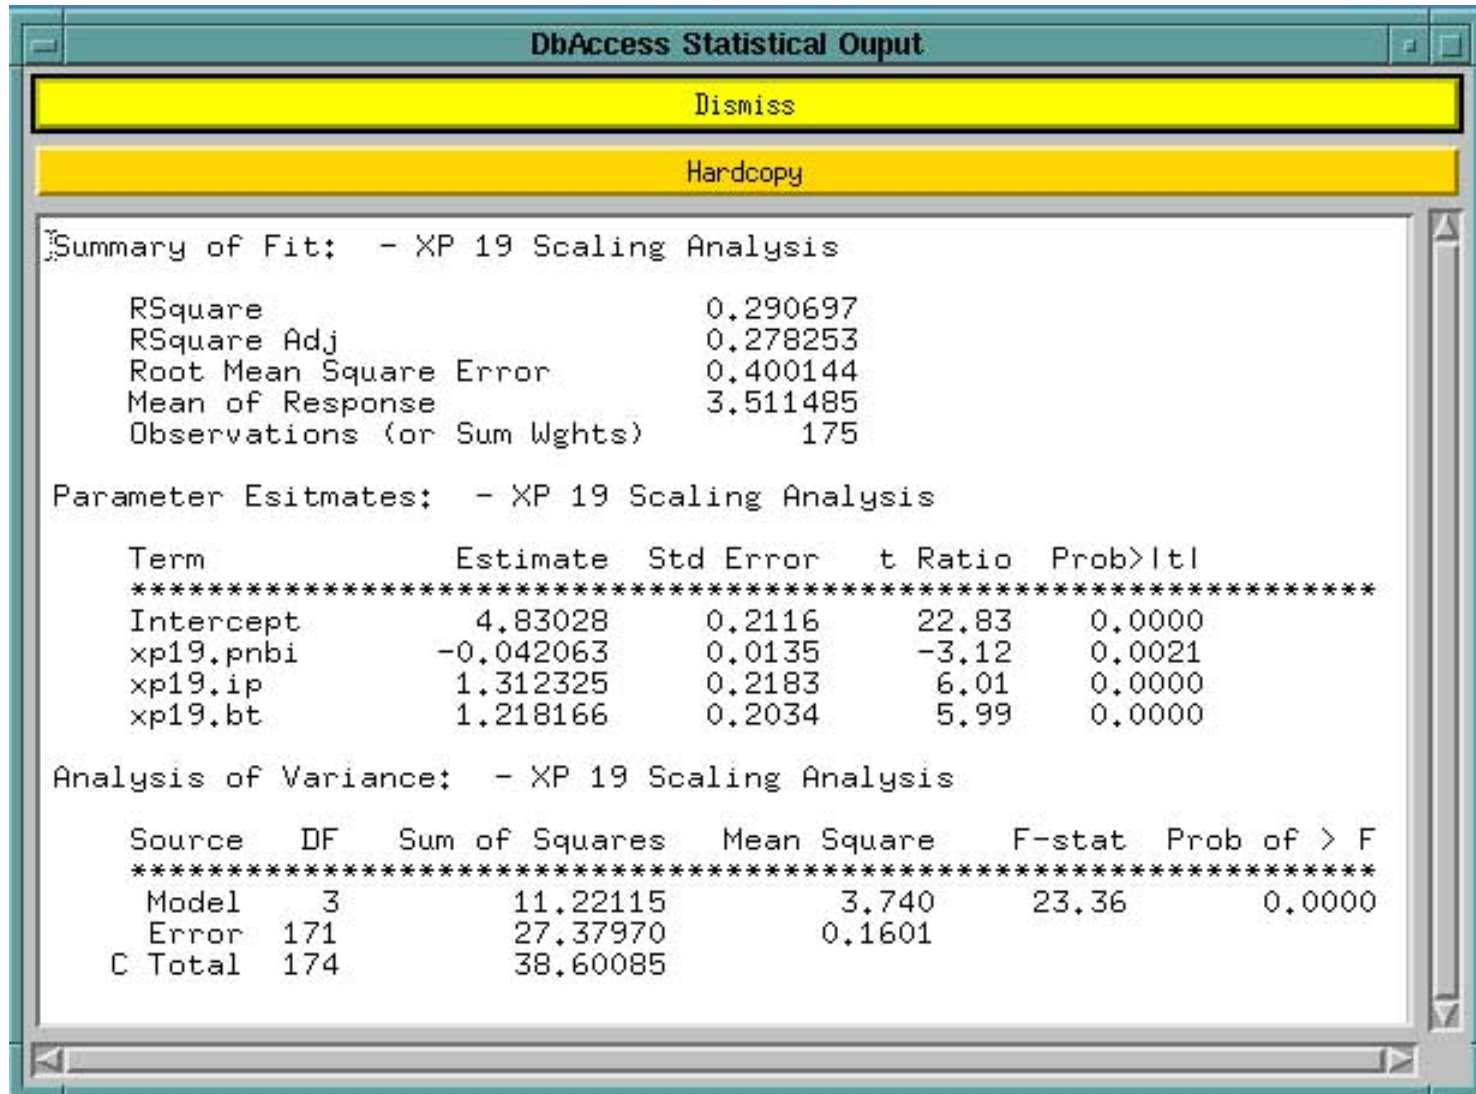 DbAccess Statistical Ouput
Dismiss
Hardcopy
Summary of Fit:  - XP 19 Scaling Analysis
RSquare 0.290697
RSquare Adj 0.278253
Root Mean Square Error 0.400144
Mean of Response 3.511485
Observations (or Sum Wghts) 175
Parameter Esitmates:  - XP 19 Scaling Analysis
Term Estimate Std Error t Ratio Prob>|t|
*****************************************************************
Intercept 4.83028 0.2116 22.83 0.0000
xp19.pnbi -0.042063 0.0135 -3.12 0.0021
xp19.ip 1.312325 0.2183 6.01 0.0000
xp19.bt 1.218166 0.2034 5.99 0.0000
Analysis of Variance:  - XP 19 Scaling Analysis
Source DF Sum of Squares Mean Square F-stat Prob of > F
*****************************************************************
Model 3 11.22115 3.740 23.36 0.0000
Error 171 27.37970 0.1601
C Total 174 38.60085